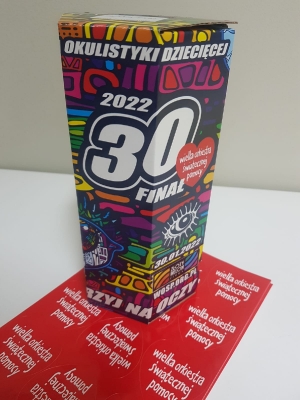 OKULISTYKI DZIECIĘCEJ
2022
30
FINAŁ
wielka orkiestra
świątecznej
pomocy
30.01.2022
WOSP.ORG.PL
RZYJ NA OCZY
wielka orkiestra
świątecznej
pomocy
wielka orkiestra
świątecznej
pomocy
wielka orkiestra
świątecznej
pomocy
wielka orkiestra
świątecznej
pomocy